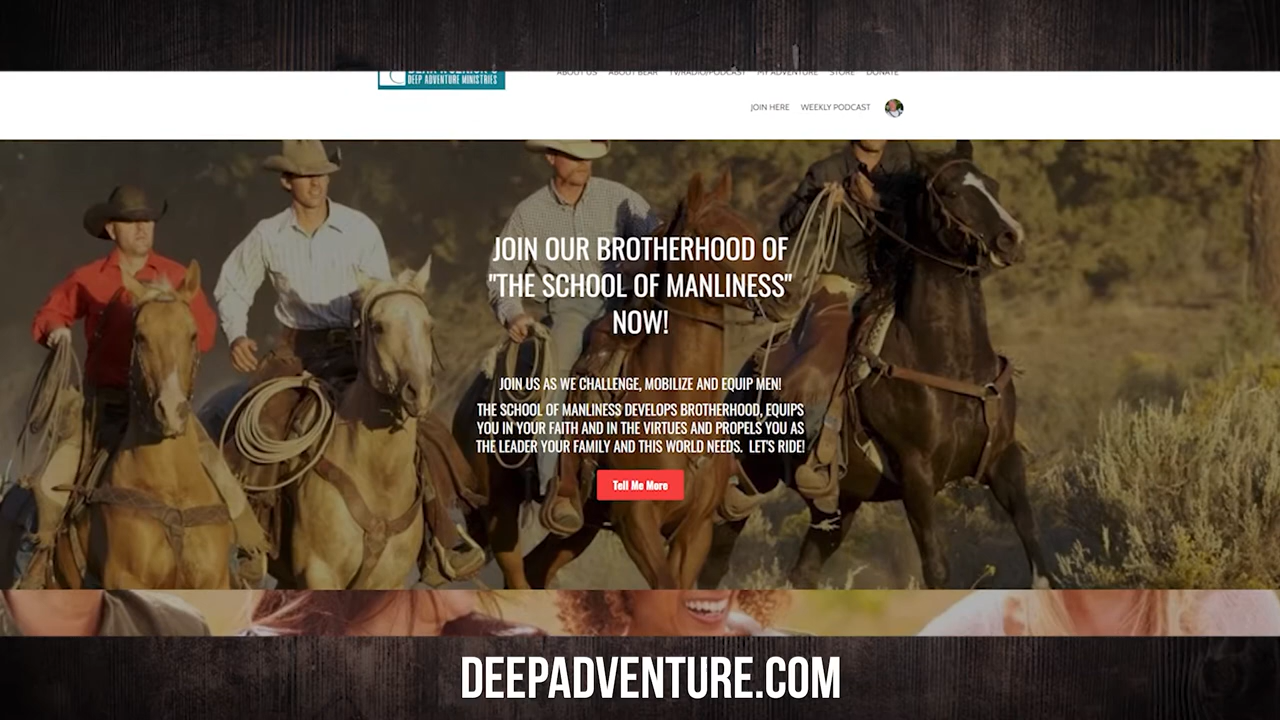 DEEP ADVENTURE MINISTRIES
ABOUT US ABOUT BEAR TV/RADIO/PODCAST MY ADVENTURE STORE DONATE
JOIN HERE WEEKLY PODCAST
JOIN OUR BROTHERHOOD OF
"THE SCHOOL OF MANLINESS"
NOW!
JOIN US AS WE CHALLENGE, MOBILIZE AND EQUIP MEN!
THE SCHOOL OF MANLINESS DEVELOPS BROTHERHOOD, EQUIPS
YOU IN YOUR FAITH AND IN THE VIRTUES AND PROPELS YOU AS
THE LEADER YOUR FAMILY AND THIS WORLD NEEDS. LET'S RIDE!
Tell Me More
DEEPADVENTURE.COM